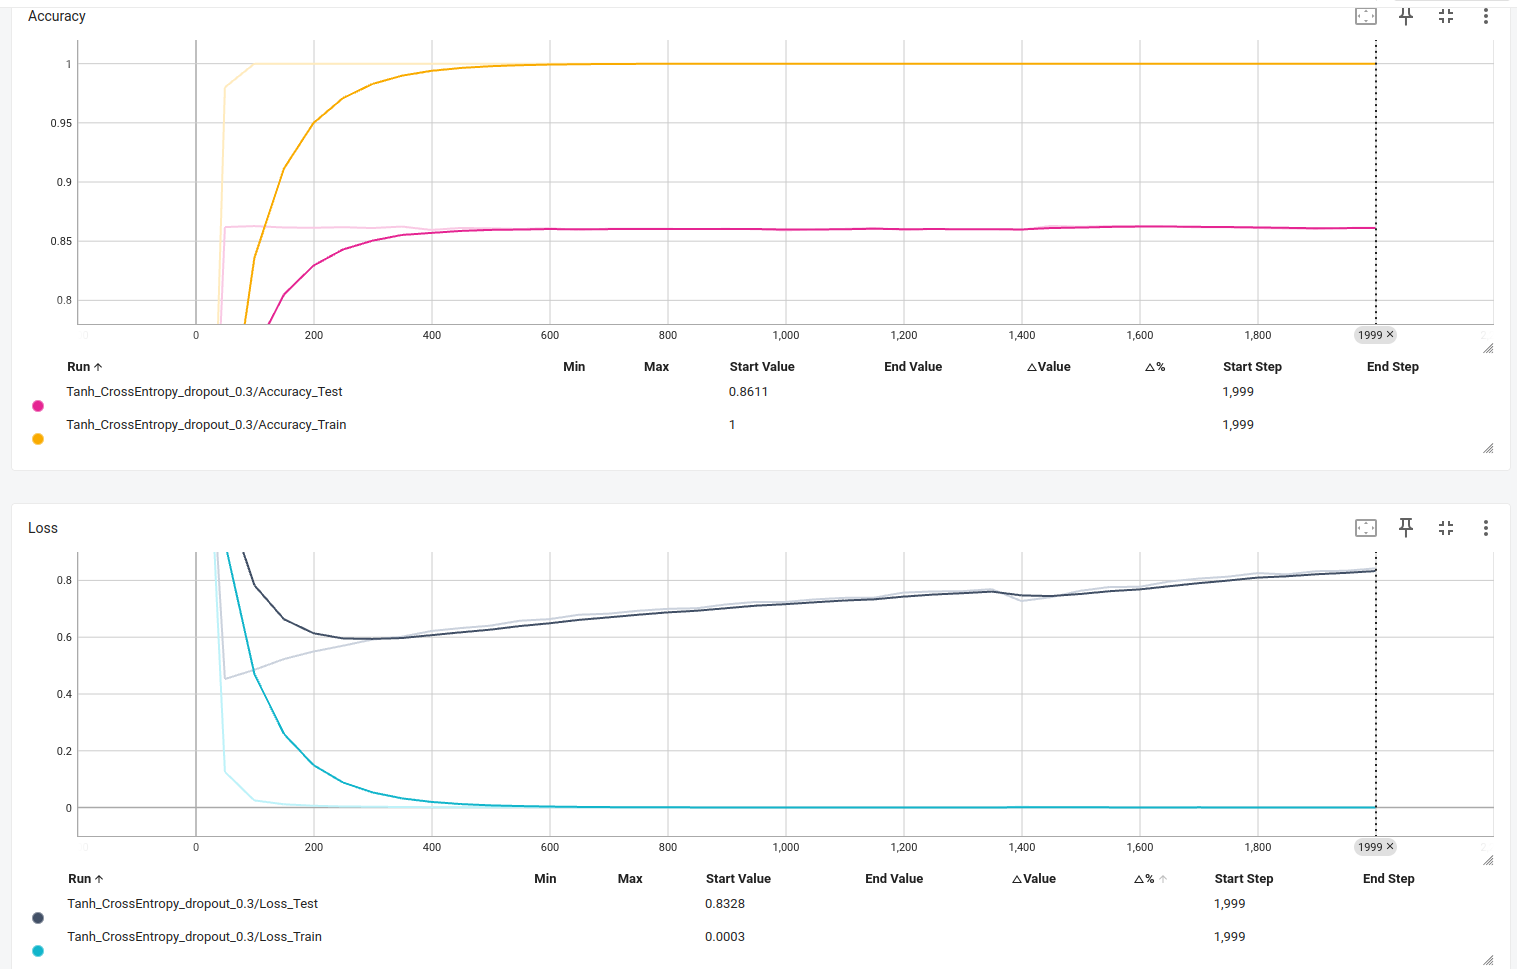 Accuracy
1
0.95
0.9
0.85
0.8
0 200 400 600 800 1,000 1,200 1,400 1,600 1,800 1999 ×
Run ↑ Min Max Start Value End Value △Value △% Start Step End Step
Tanh_CrossEntropy_dropout_0.3/Accuracy_Test 0.8611 1,999
Tanh_CrossEntropy_dropout_0.3/Accuracy_Train 1 1,999
Loss
0.8
0.6
0.4
0.2
0
0 200 400 600 800 1,000 1,200 1,400 1,600 1,800 1999 ×
Run ↑ Min Max Start Value End Value △Value △% ↑ Start Step End Step
Tanh_CrossEntropy_dropout_0.3/Loss_Test 0.8328 1,999
Tanh_CrossEntropy_dropout_0.3/Loss_Train 0.0003 1,999